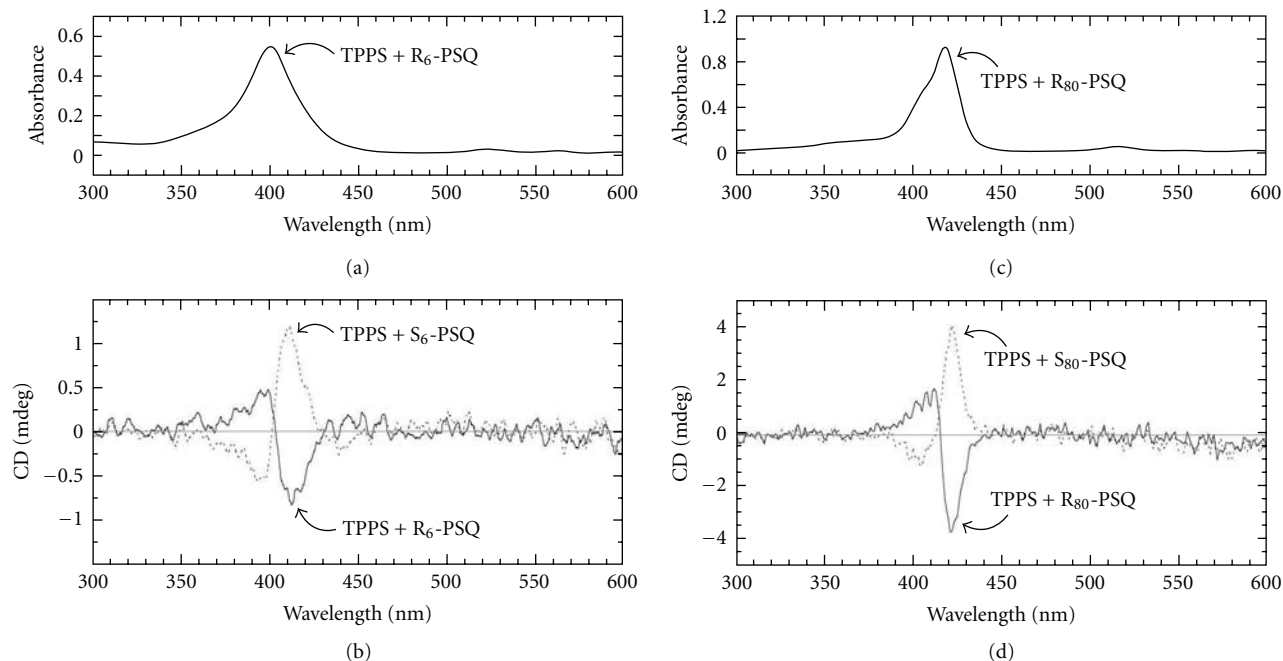 0.6
0.4
0.2
0
Absorbance
TPPS + R₆-PSQ
300 350 400 450 500 550 600
Wavelength (nm)
(a)
1.2
0.8
0.4
0
Absorbance
TPPS + R₈₀-PSQ
300 350 400 450 500 550 600
Wavelength (nm)
(c)
1
0.5
0
−0.5
−1
CD (mdeg)
TPPS + S₆-PSQ
TPPS + R₆-PSQ
300 350 400 450 500 550 600
Wavelength (nm)
(b)
4
2
0
−2
−4
CD (mdeg)
TPPS + S₈₀-PSQ
TPPS + R₈₀-PSQ
300 350 400 450 500 550 600
Wavelength (nm)
(d)